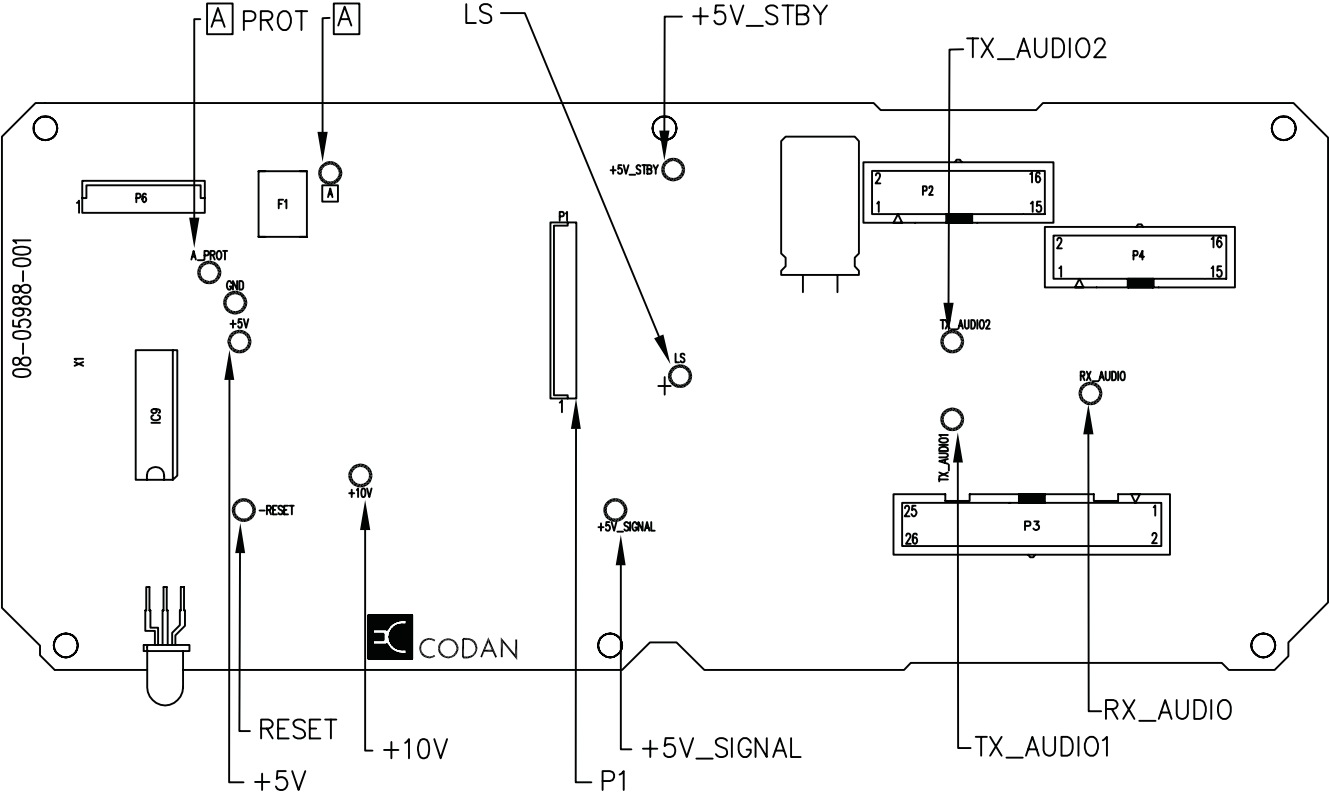 A PROT
A
LS
+5V_STBY
TX_AUDIO2
+5V_STBY
P6
1
F1
A
P1
2
16
P2
1
15
2
16
P4
1
15
08-05988-001
A_PROT
GND
+5V
TX_AUDIO2
X1
LS
RX_AUDIO
IC9
1
TX_AUDIO1
+10V
-RESET
+5V_SIGNAL
25
1
P3
26
2
CODAN
RESET
+10V
+5V_SIGNAL
TX_AUDIO1
RX_AUDIO
+5V
P1